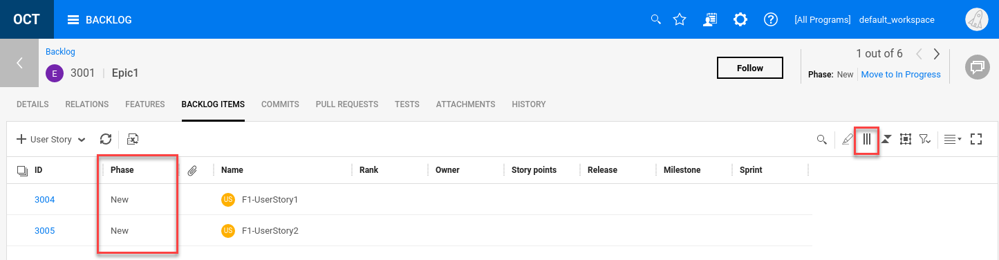 OCT BACKLOG [All Programs] default_workspace
Backlog
1 out of 6
E 3001 Epic1
Follow
Phase: New Move to In Progress
DETAILS RELATIONS FEATURES BACKLOG ITEMS COMMITS PULL REQUESTS TESTS ATTACHMENTS HISTORY
User Story
ID Phase Name Rank Owner Story points Release Milestone Sprint
3004 New US F1-UserStory1
3005 New US F1-UserStory2